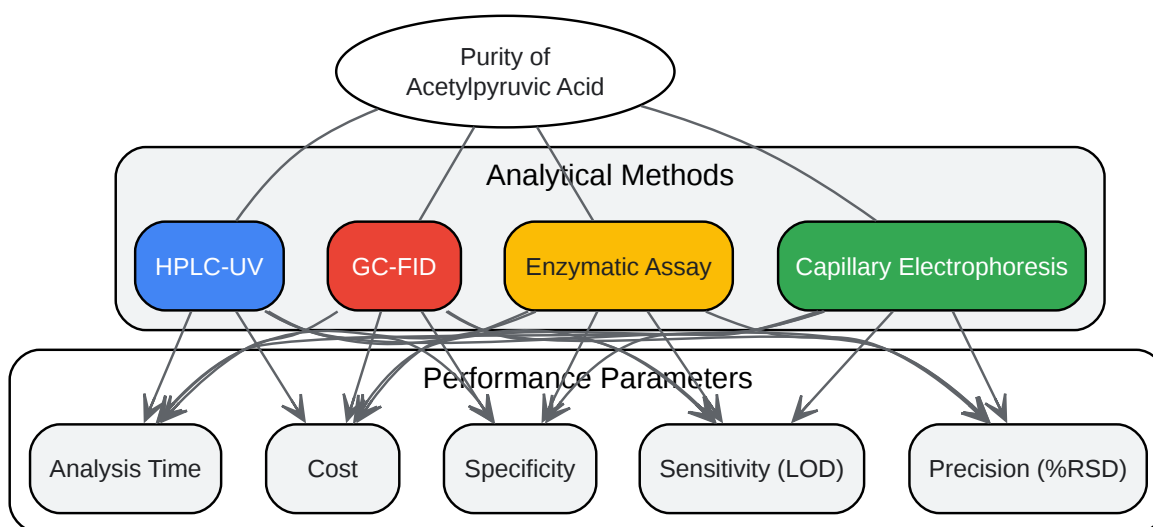 Purity of
Acetylpyruvic Acid
Analytical Methods
HPLC-UV
GC-FID
Enzymatic Assay
Capillary Electrophoresis
Performance Parameters
Analysis Time
Cost
Specificity
Sensitivity (LOD)
Precision (%RSD)